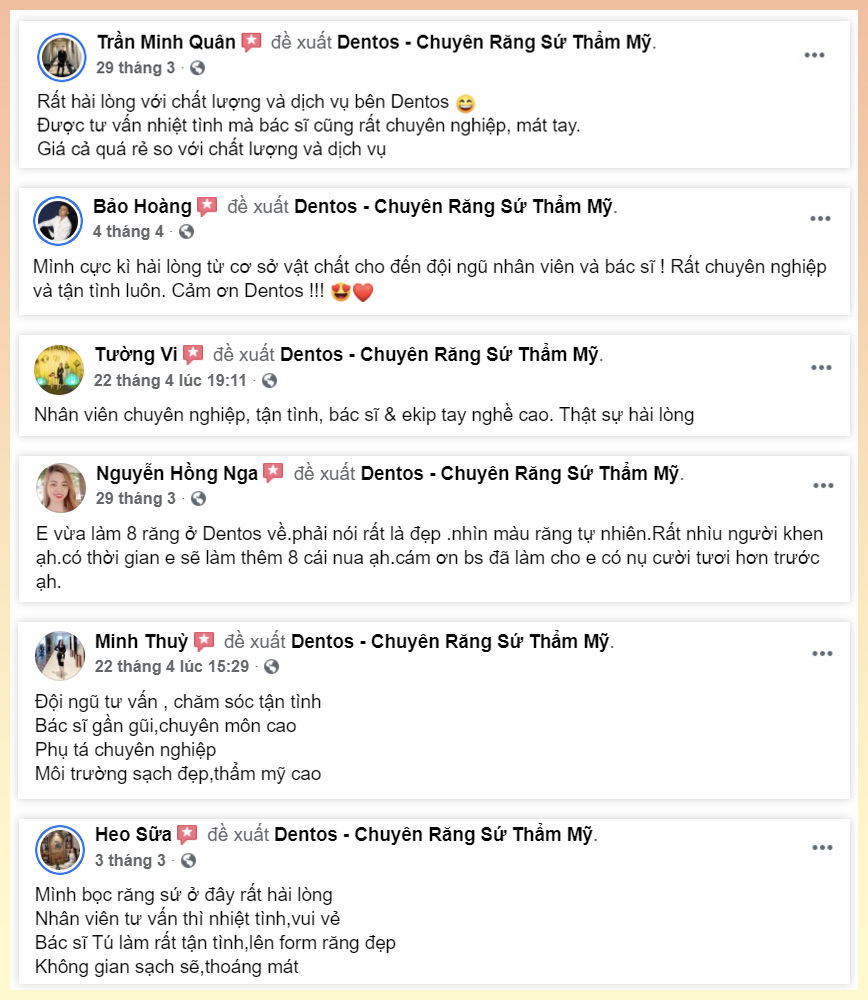 Trần Minh Quân đề xuất Dentos - Chuyên Răng Sứ Thẩm Mỹ.
29 tháng 3 ·
Rất hài lòng với chất lượng và dịch vụ bên Dentos 😄
Được tư vấn nhiệt tình mà bác sĩ cũng rất chuyên nghiệp, mát tay.
Giá cả quá rẻ so với chất lượng và dịch vụ
Bảo Hoàng đề xuất Dentos - Chuyên Răng Sứ Thẩm Mỹ.
4 tháng 4 ·
Mình cực kì hài lòng từ cơ sở vật chất cho đến đội ngũ nhân viên và bác sĩ ! Rất chuyên nghiệp
và tận tình luôn. Cảm ơn Dentos !!! 😍❤️
Tường Vi đề xuất Dentos - Chuyên Răng Sứ Thẩm Mỹ.
22 tháng 4 lúc 19:11 ·
Nhân viên chuyên nghiệp, tận tình, bác sĩ & ekip tay nghề cao. Thật sự hài lòng
Nguyễn Hồng Nga đề xuất Dentos - Chuyên Răng Sứ Thẩm Mỹ.
29 tháng 3 ·
E vừa làm 8 răng ở Dentos về.phải nói rất là đẹp .nhìn màu răng tự nhiên.Rất nhìu người khen
ạh.có thời gian e sẽ làm thêm 8 cái nua ạh.cám ơn bs đã làm cho e có nụ cười tươi hơn trước
ạh.
Minh Thuỳ đề xuất Dentos - Chuyên Răng Sứ Thẩm Mỹ.
22 tháng 4 lúc 15:29 ·
Đội ngũ tư vấn , chăm sóc tận tình
Bác sĩ gần gũi,chuyên môn cao
Phụ tá chuyên nghiệp
Môi trường sạch đẹp,thẩm mỹ cao
Heo Sữa đề xuất Dentos - Chuyên Răng Sứ Thẩm Mỹ.
3 tháng 3 ·
Mình bọc răng sứ ở đây rất hài lòng
Nhân viên tư vấn thì nhiệt tình,vui vẻ
Bác sĩ Tú làm rất tận tình,lên form răng đẹp
Không gian sạch sẽ,thoáng mát